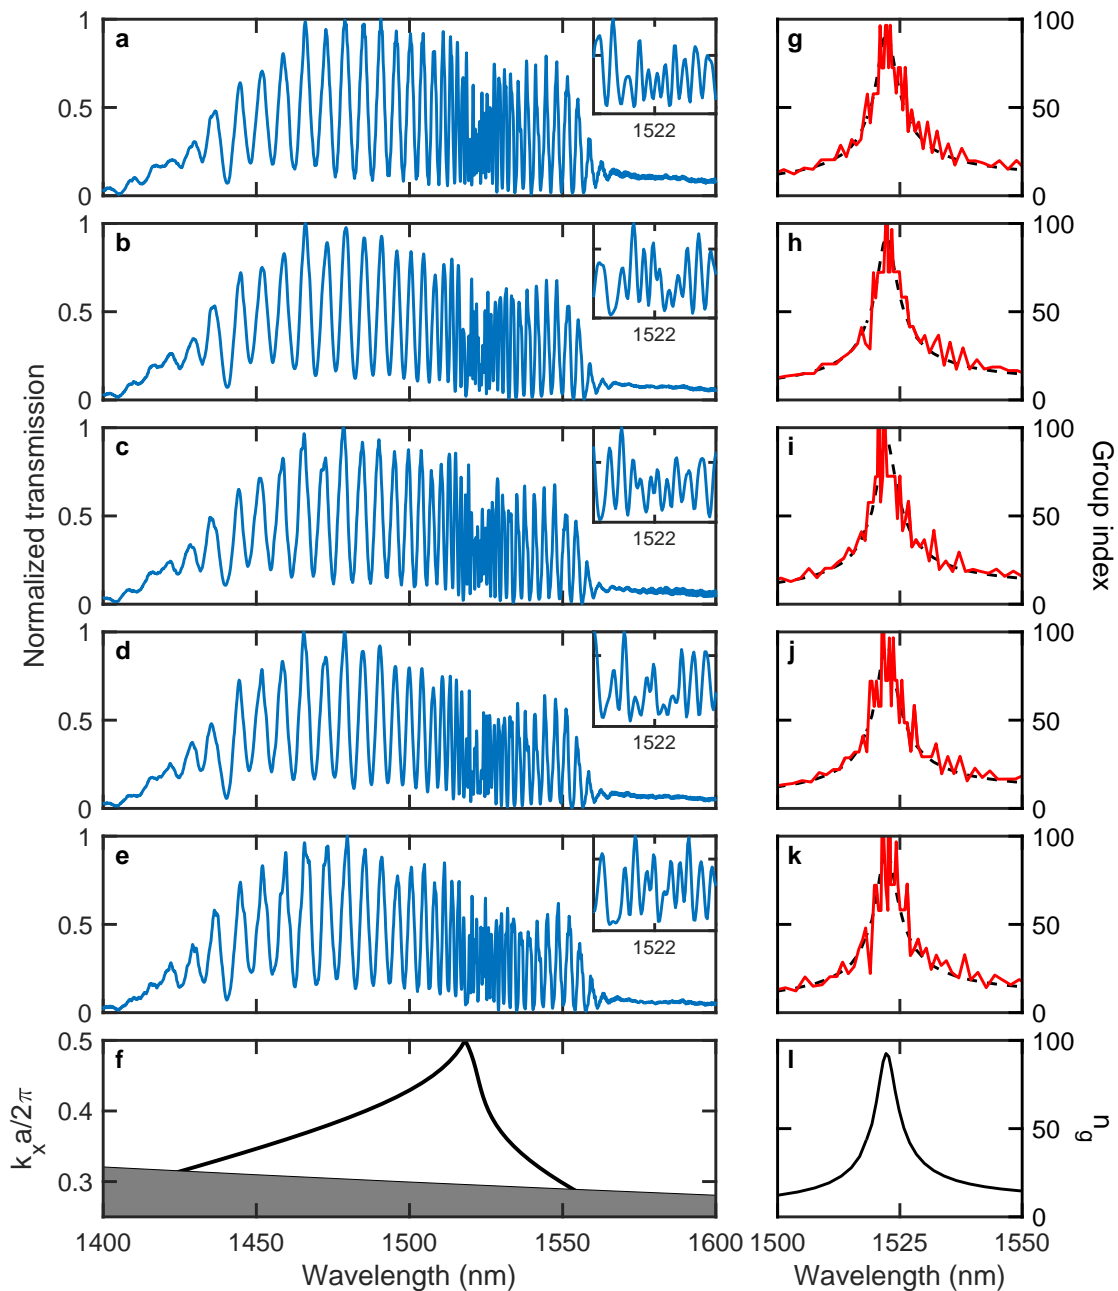 a
1
0.5
0
1522
g
100
50
0
b
1
0.5
0
1522
h
100
50
0
c
1
0.5
0
1522
i
100
50
0
d
1
0.5
0
1522
j
100
50
0
e
1
0.5
0
1522
k
100
50
0
Normalized transmission
Group index
f
0.5
0.4
0.3
k_x a/2π
1400 1450 1500 1550 1600
Wavelength (nm)
l
100
50
0
n_g
1500 1525 1550
Wavelength (nm)